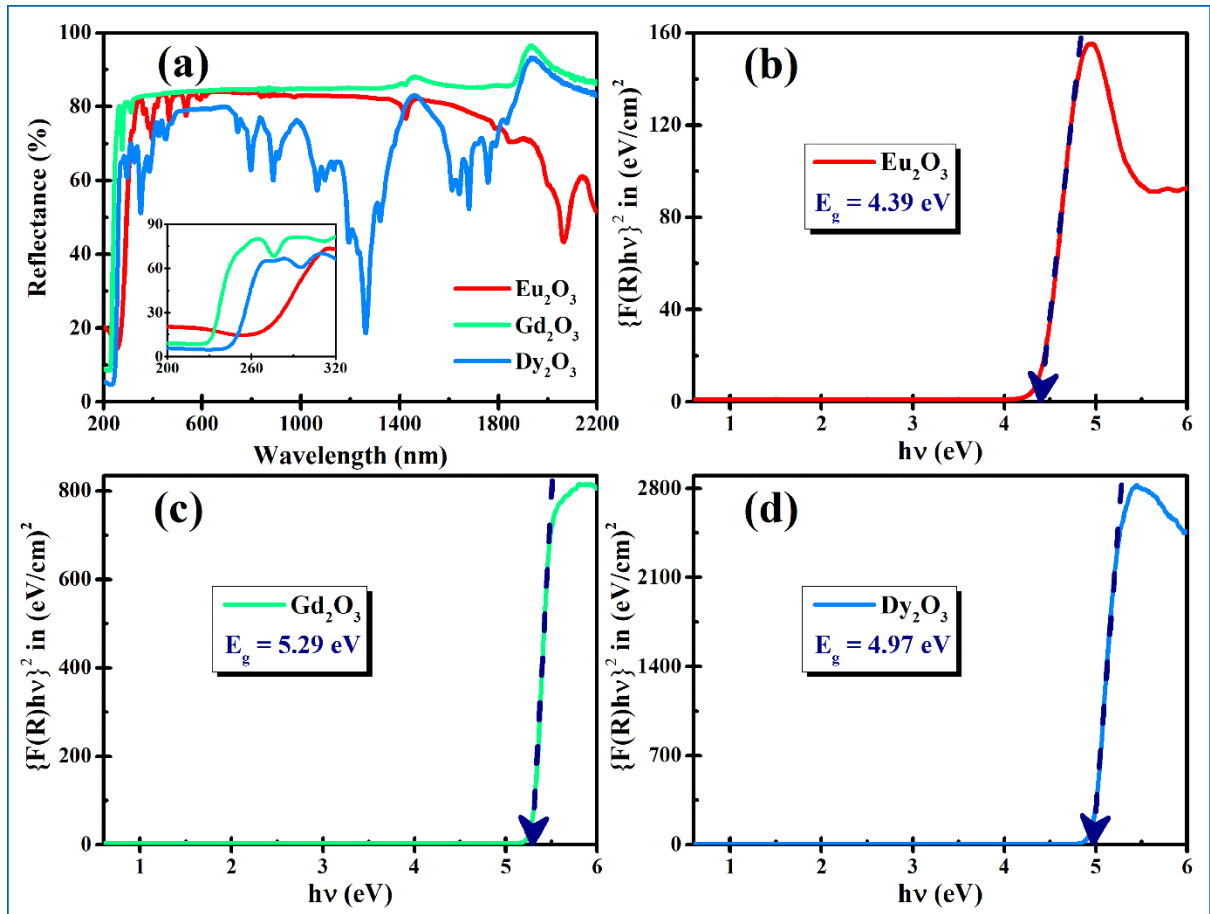 (a)
Reflectance (%)
100
80
60
40
20
0
90
60
30
0
200 260 320
Eu₂O₃
Gd₂O₃
Dy₂O₃
200 600 1000 1400 1800 2200
Wavelength (nm)
(b)
{F(R)hν}² in (eV/cm)²
160
120
80
40
0
Eu₂O₃
E_g = 4.39 eV
1 2 3 4 5 6
hν (eV)
(c)
{F(R)hν}² in (eV/cm)²
800
600
400
200
0
Gd₂O₃
E_g = 5.29 eV
1 2 3 4 5 6
hν (eV)
(d)
{F(R)hν}² in (eV/cm)²
2800
2100
1400
700
0
Dy₂O₃
E_g = 4.97 eV
1 2 3 4 5 6
hν (eV)